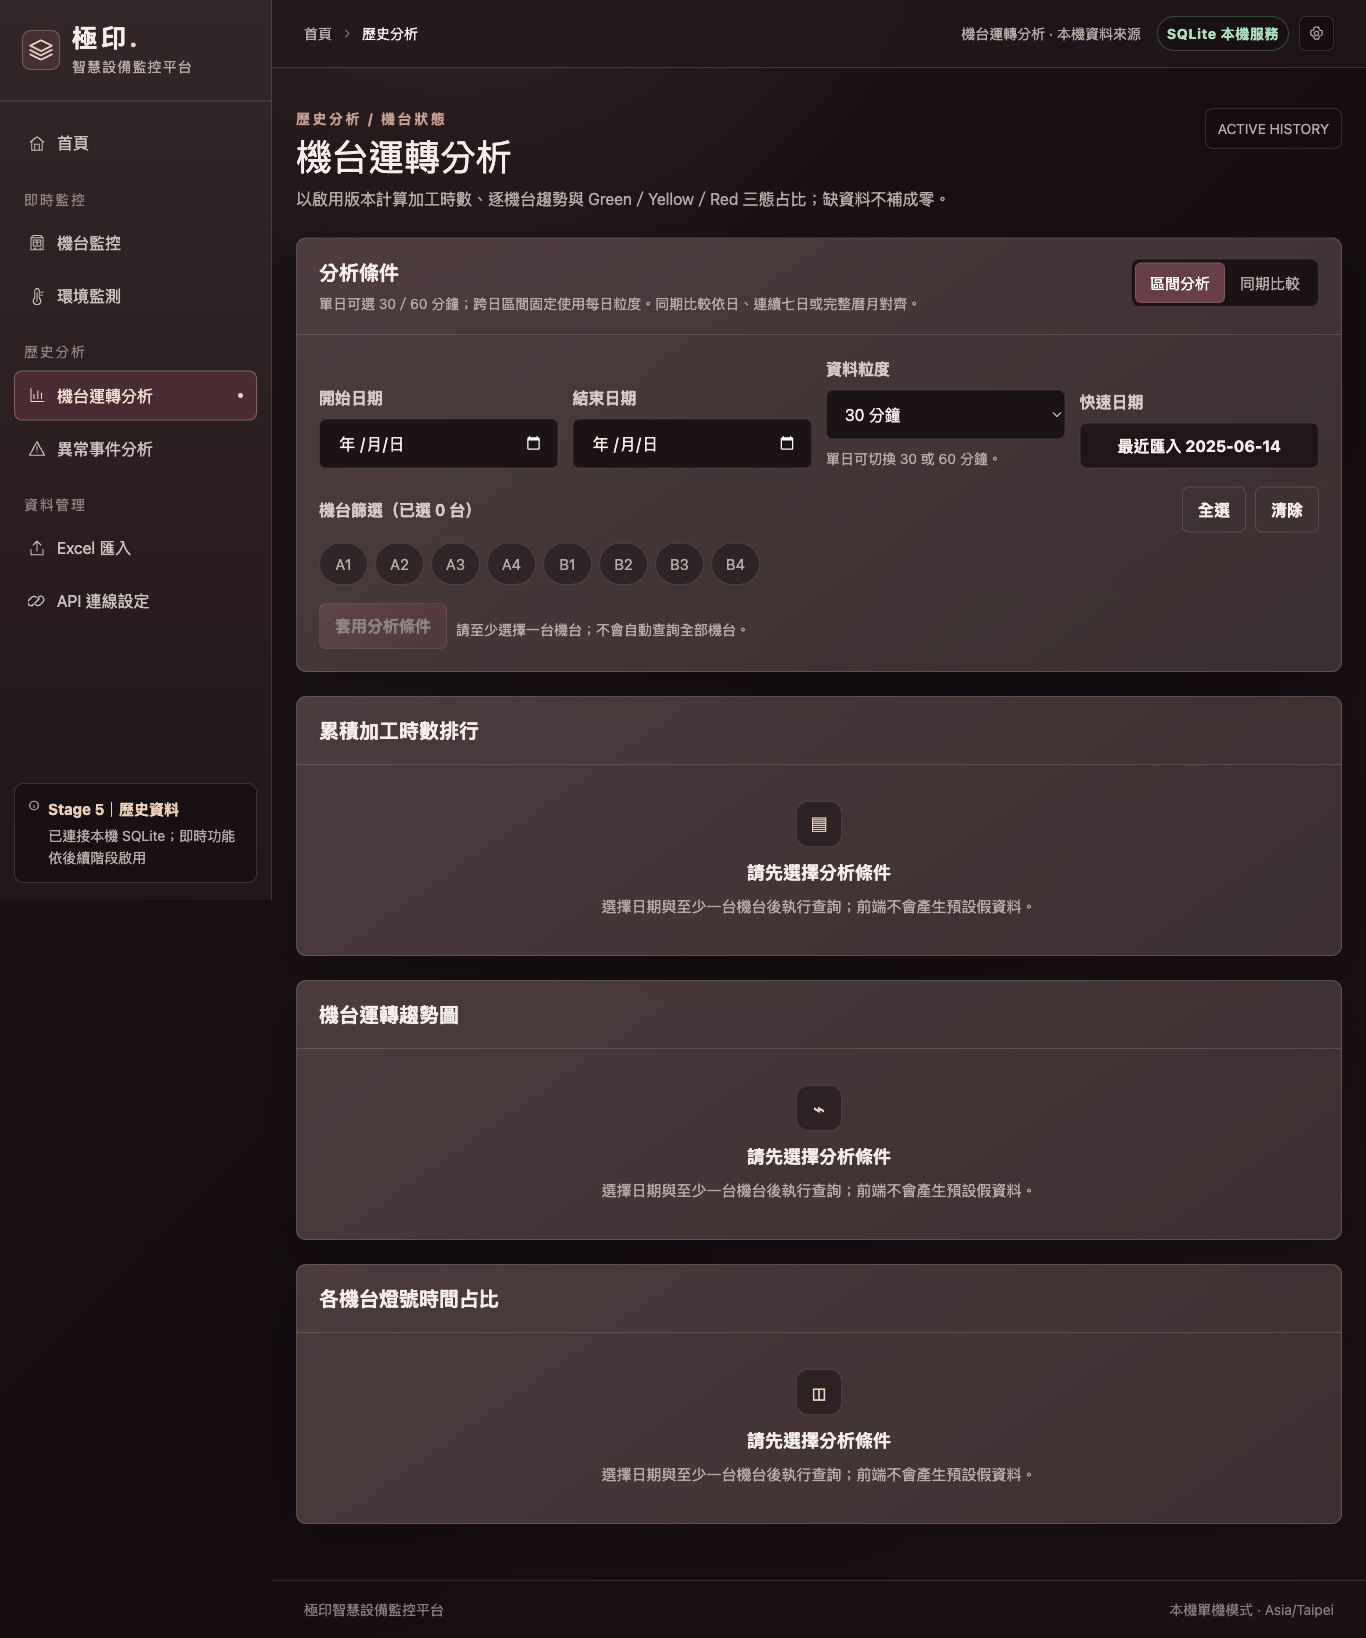 極印.
智慧設備監控平台
首頁
即時監控
機台監控
環境監測
歷史分析
機台運轉分析
異常事件分析
資料管理
Excel 匯入
API 連線設定
Stage 5｜歷史資料
已連接本機 SQLite；即時功能
依後續階段啟用
首頁 › 歷史分析
機台運轉分析 · 本機資料來源
SQLite 本機服務
歷史分析 / 機台狀態
機台運轉分析
以啟用版本計算加工時數、逐機台趨勢與 Green / Yellow / Red 三態占比；缺資料不補成零。
ACTIVE HISTORY
分析條件
單日可選 30 / 60 分鐘；跨日區間固定使用每日粒度。同期比較依日、連續七日或完整曆月對齊。
區間分析
同期比較
開始日期
年 /月/日
結束日期
年 /月/日
資料粒度
30 分鐘
單日可切換 30 或 60 分鐘。
快速日期
最近匯入 2025-06-14
機台篩選（已選 0 台）
全選
清除
A1
A2
A3
A4
B1
B2
B3
B4
套用分析條件
請至少選擇一台機台；不會自動查詢全部機台。
累積加工時數排行
請先選擇分析條件
選擇日期與至少一台機台後執行查詢；前端不會產生預設假資料。
機台運轉趨勢圖
請先選擇分析條件
選擇日期與至少一台機台後執行查詢；前端不會產生預設假資料。
各機台燈號時間占比
請先選擇分析條件
選擇日期與至少一台機台後執行查詢；前端不會產生預設假資料。
極印智慧設備監控平台
本機單機模式 · Asia/Taipei